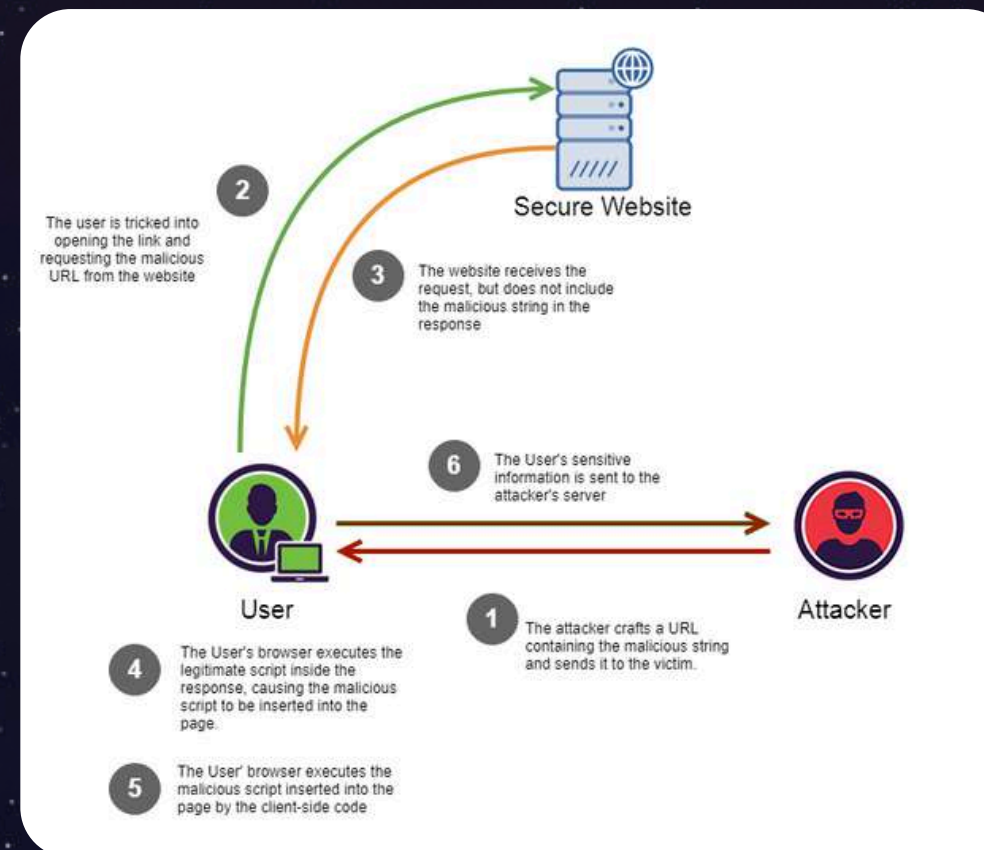 Secure Website
2
The user is tricked into
opening the link and
requesting the malicious
URL from the website
3
The website receives the
request, but does not include
the malicious string in the
response
6
The User's sensitive
information is sent to the
attacker's server
User
Attacker
1
The attacker crafts a URL
containing the malicious string
and sends it to the victim.
4
The User's browser executes the
legitimate script inside the
response, causing the malicious
script to be inserted into the
page.
5
The User' browser executes the
malicious script inserted into the
page by the client-side code